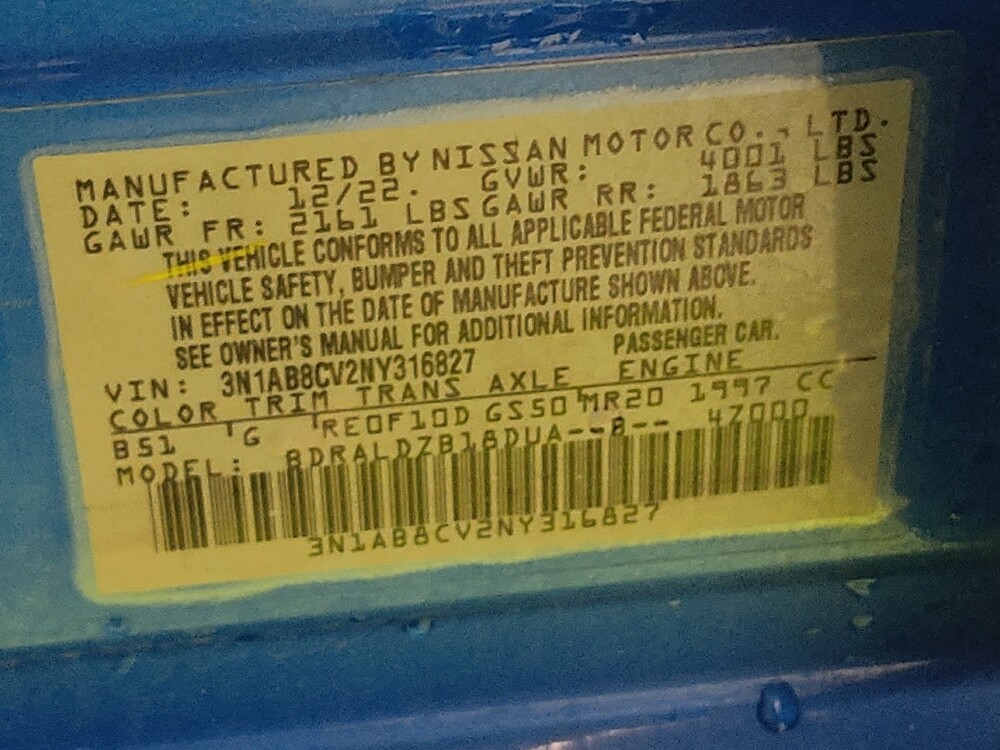 MANUFACTURED BY NISSAN MOTOR CO., LTD.
DATE: 12/22. GVWR: 4001 LBS
GAWR FR: 2161 LBS GAWR RR: 1863 LBS
THIS VEHICLE CONFORMS TO ALL APPLICABLE FEDERAL MOTOR
VEHICLE SAFETY, BUMPER AND THEFT PREVENTION STANDARDS
IN EFFECT ON THE DATE OF MANUFACTURE SHOWN ABOVE.
SEE OWNER'S MANUAL FOR ADDITIONAL INFORMATION.
VIN: 3N1AB8CV2NY316827 PASSENGER CAR.
COLOR TRIM TRANS AXLE ENGINE
B51 G RE0F10D GS50 MR20 1997 CC
MODEL: BDRALDZB18DUA--B-- 4Z000
3N1AB8CV2NY316827